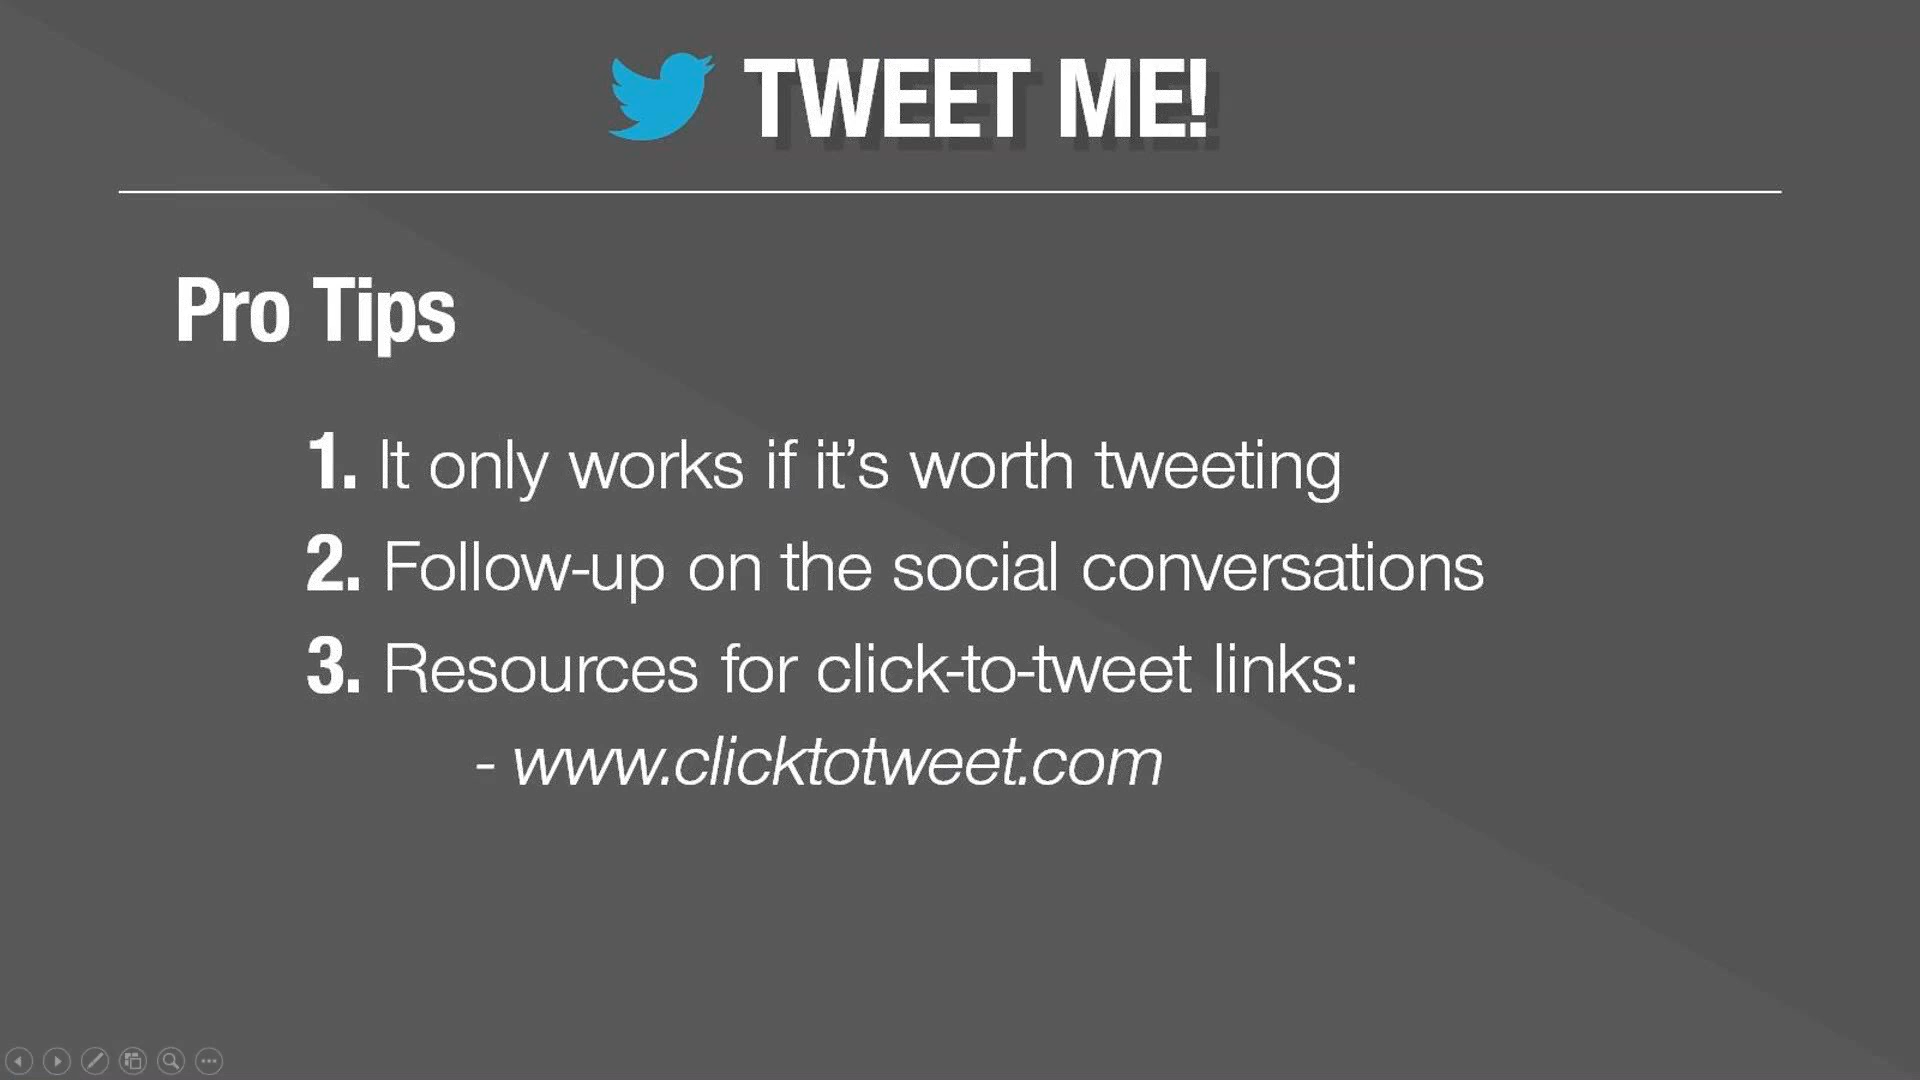 TWEET ME!
Pro Tips
1. It only works if it’s worth tweeting
2. Follow-up on the social conversations
3. Resources for click-to-tweet links:
- www.clicktotweet.com